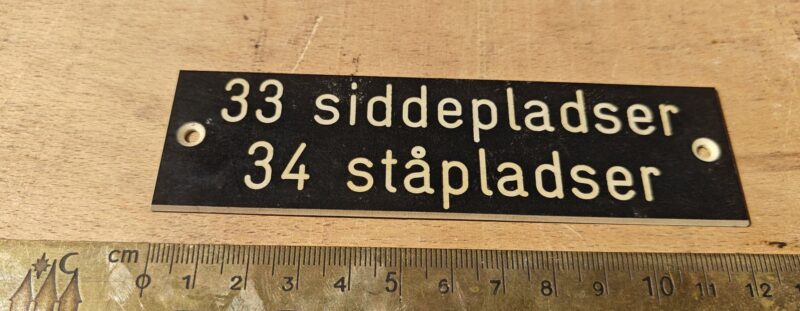 33 siddepladser
34 ståpladser
C cm 0 1 2 3 4 5 6 7 8 9 10 11 12